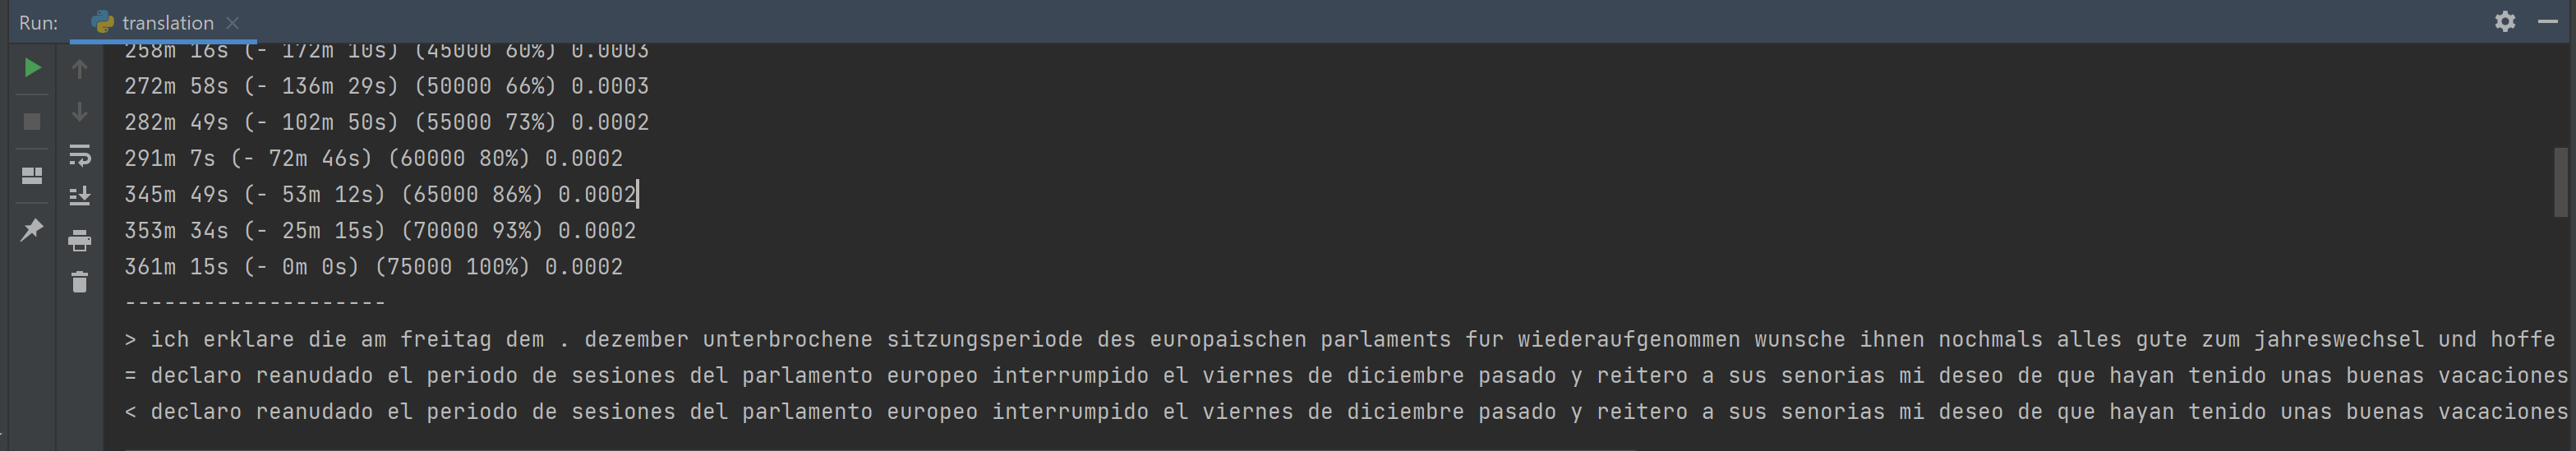 Run: translation
258m 16s (- 172m 10s) (45000 60%) 0.0003
272m 58s (- 136m 29s) (50000 66%) 0.0003
282m 49s (- 102m 50s) (55000 73%) 0.0002
291m 7s (- 72m 46s) (60000 80%) 0.0002
345m 49s (- 53m 12s) (65000 86%) 0.0002
353m 34s (- 25m 15s) (70000 93%) 0.0002
361m 15s (- 0m 0s) (75000 100%) 0.0002
--------------------
> ich erklare die am freitag dem . dezember unterbrochene sitzungsperiode des europaischen parlaments fur wiederaufgenommen wunsche ihnen nochmals alles gute zum jahreswechsel und hoffe
= declaro reanudado el periodo de sesiones del parlamento europeo interrumpido el viernes de diciembre pasado y reitero a sus senorias mi deseo de que hayan tenido unas buenas vacaciones
< declaro reanudado el periodo de sesiones del parlamento europeo interrumpido el viernes de diciembre pasado y reitero a sus senorias mi deseo de que hayan tenido unas buenas vacaciones